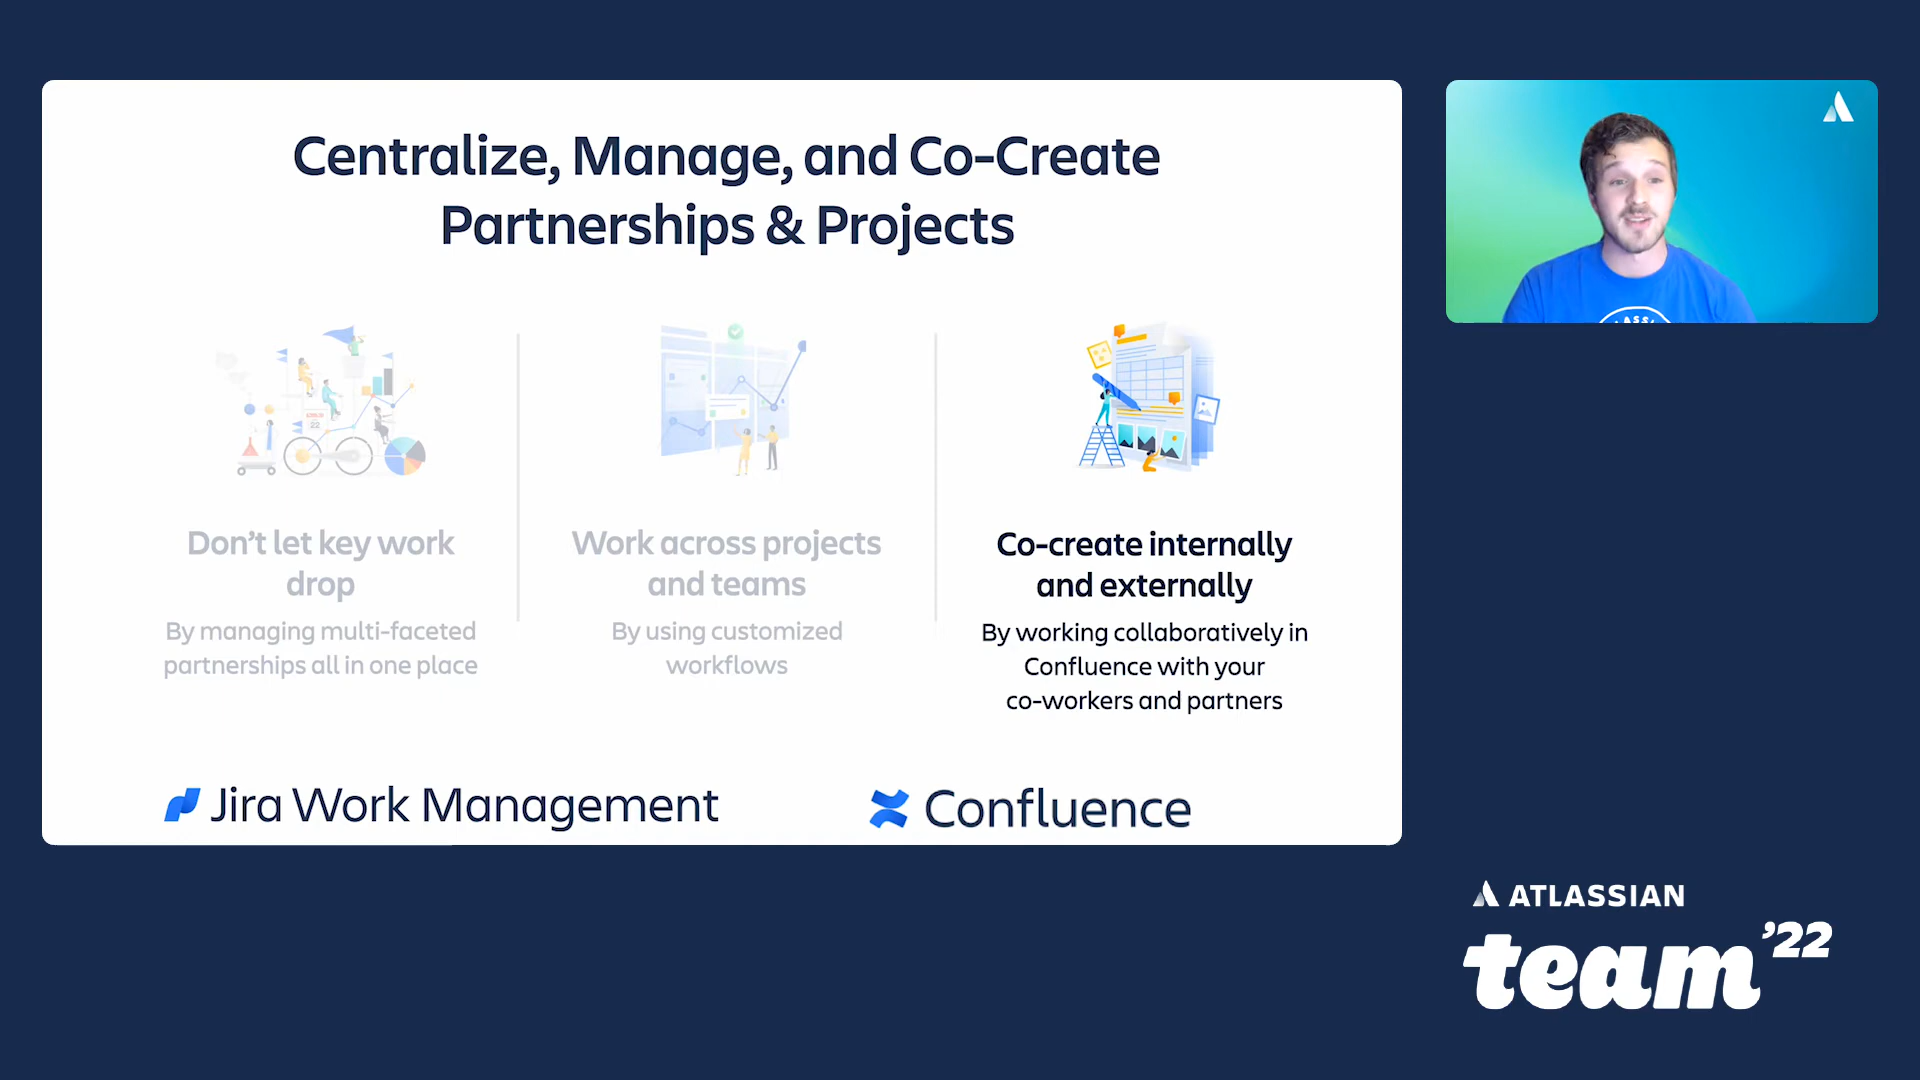 Centralize, Manage, and Co-Create
Partnerships & Projects
Don't let key work
drop
By managing multi-faceted
partnerships all in one place
Work across projects
and teams
By using customized
workflows
Co-create internally
and externally
By working collaboratively in
Confluence with your
co-workers and partners
Jira Work Management
Confluence
ATLASSIAN
team '22